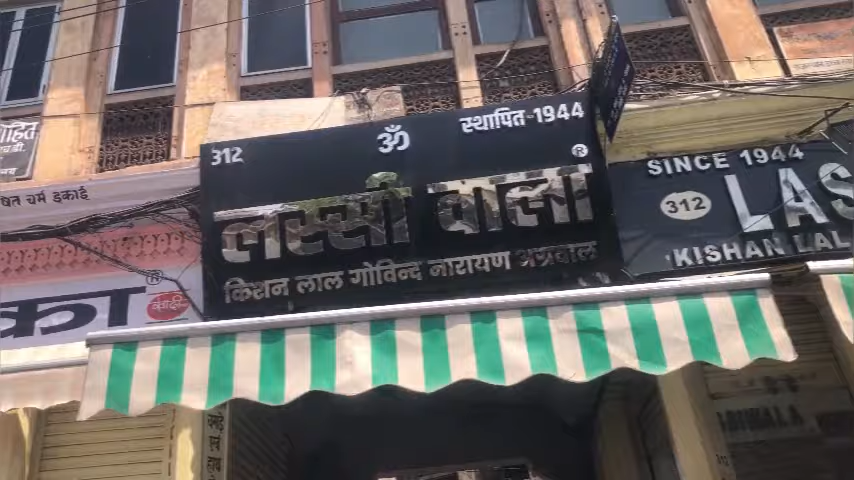 312
ॐ
स्थापित-1944
®
लस्सी वाला
किशन लाल गोविन्द नारायण अग्रवाल
SINCE 1944
312
LAS
KISHAN LAL
चर्म इकाई
®
का
खादी